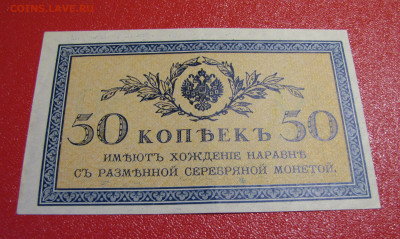 COINS.LAVE.RU
50 КОПѢЕКЪ 50
ИМѢЮТЪ ХОЖДЕНІЕ НАРАВНѢ
СЪ РАЗМѢННОЙ СЕРЕБРЯНОЙ МОНЕТОЙ.